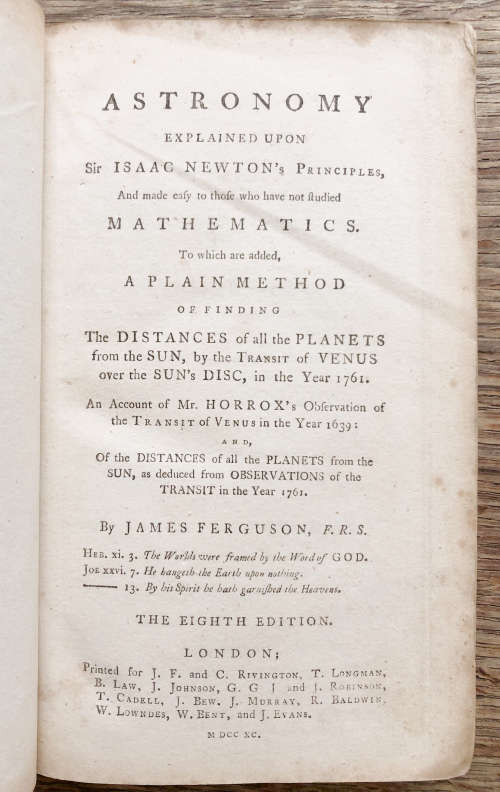 ASTRONOMY
EXPLAINED UPON
Sir ISAAC NEWTON's PRINCIPLES,
And made eaſy to thoſe who have not ſtudied
MATHEMATICS.
To which are added,
A PLAIN METHOD
OF FINDING
The DISTANCES of all the PLANETS
from the SUN, by the TRANSIT of VENUS
over the SUN's DISC, in the Year 1761.
An Account of Mr. HORROX's Obſervation of
the TRANSIT of VENUS in the Year 1639:
AND,
Of the DISTANCES of all the PLANETS from the
SUN, as deduced from OBSERVATIONS of the
TRANSIT in the Year 1761.
By JAMES FERGUSON, F.R.S.
HEB. xi. 3. The Worlds were framed by the Word of GOD.
JOB xxvi. 7. He hangeth the Earth upon nothing.
—— 13. By his Spirit he hath garniſhed the Heavens.
THE EIGHTH EDITION.
LONDON;
Printed for J. F. and C. RIVINGTON, T. LONGMAN,
B. LAW, J. JOHNSON, G. G J and J. ROBINSON,
T. CADELL, J. BEW, J. MURRAY, R. BALDWIN,
W. LOWNDES, W. BENT, and J. EVANS.
M DCC XC.